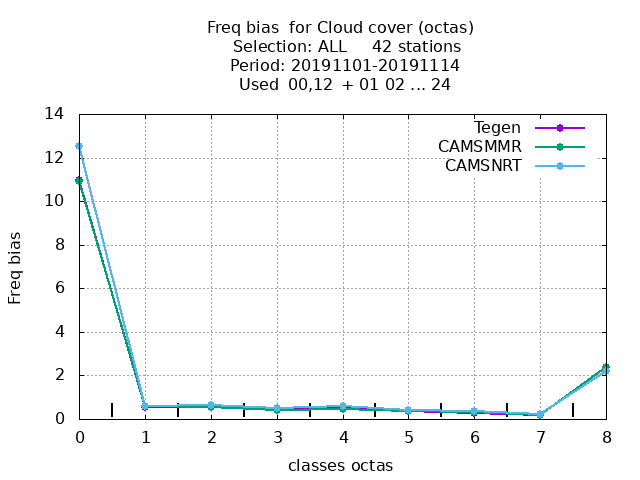 Freq bias  for Cloud cover (octas)
Selection: ALL     42 stations
Period: 20191101-20191114
Used  00,12  + 01 02 ... 24
Tegen
CAMSMMR
CAMSNRT
14
12
10
8
6
4
2
0
Freq bias
0 1 2 3 4 5 6 7 8
classes octas